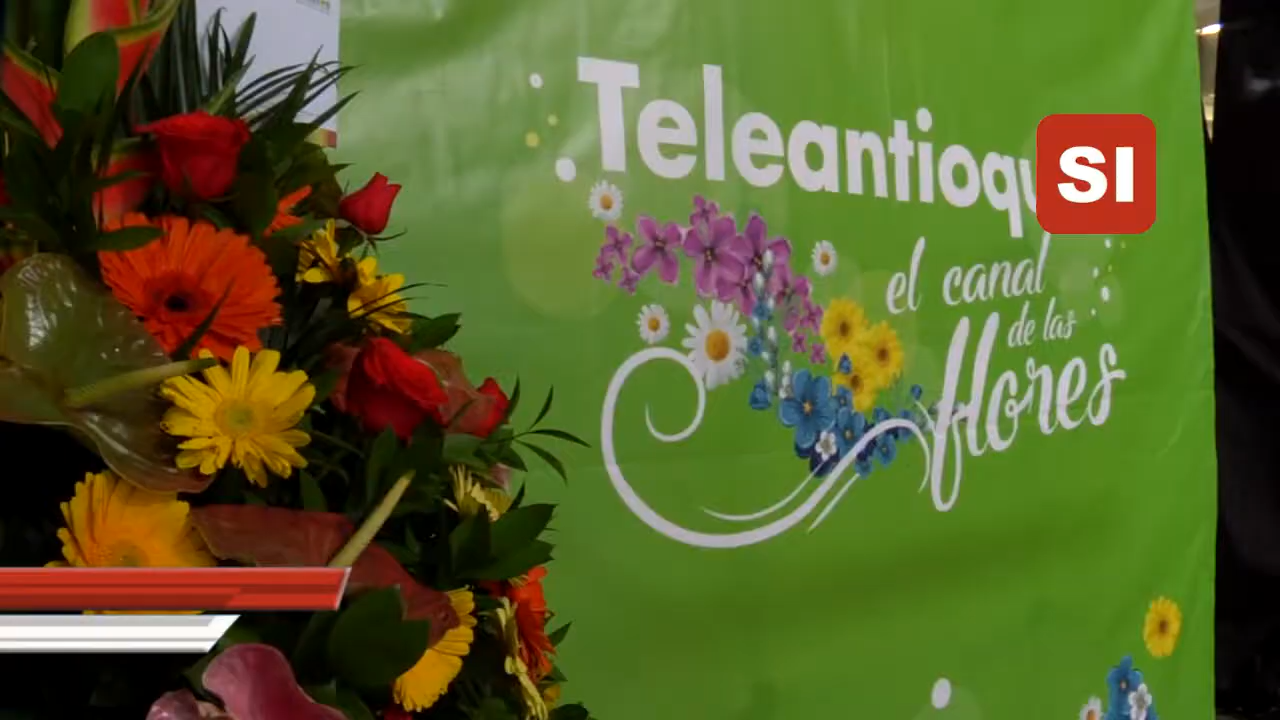 Teleantioqu
SI
el canal
de las
flores